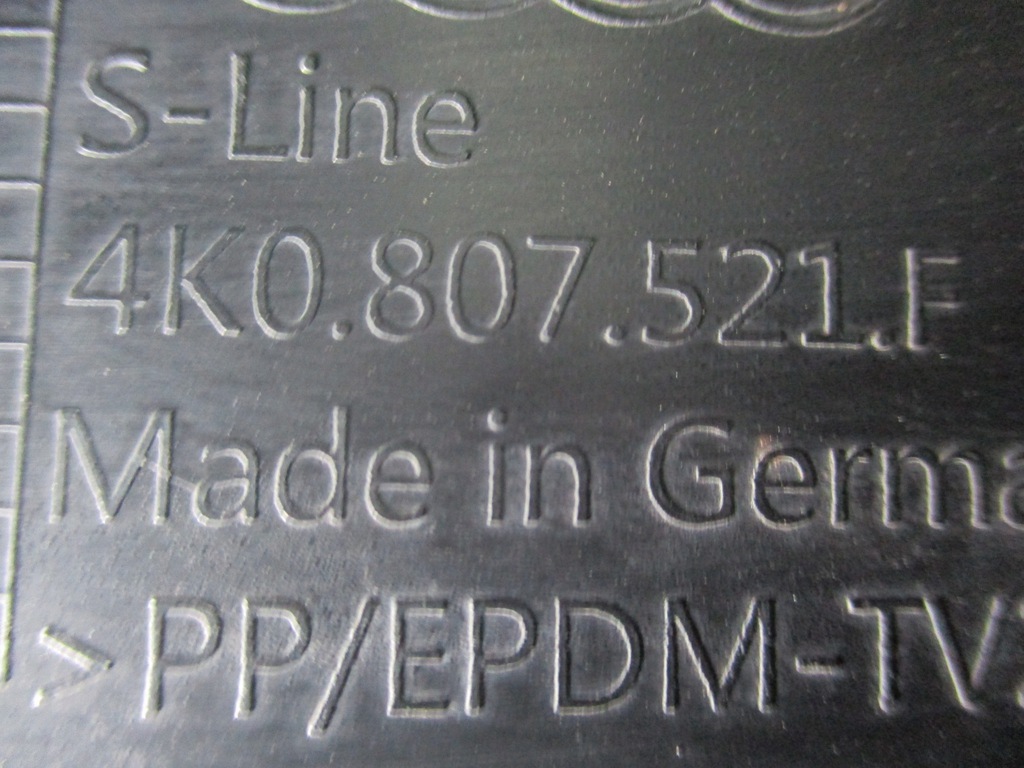 S-Line
4K0.807.521.F
Made in Germa
>PP/EPDM-TV